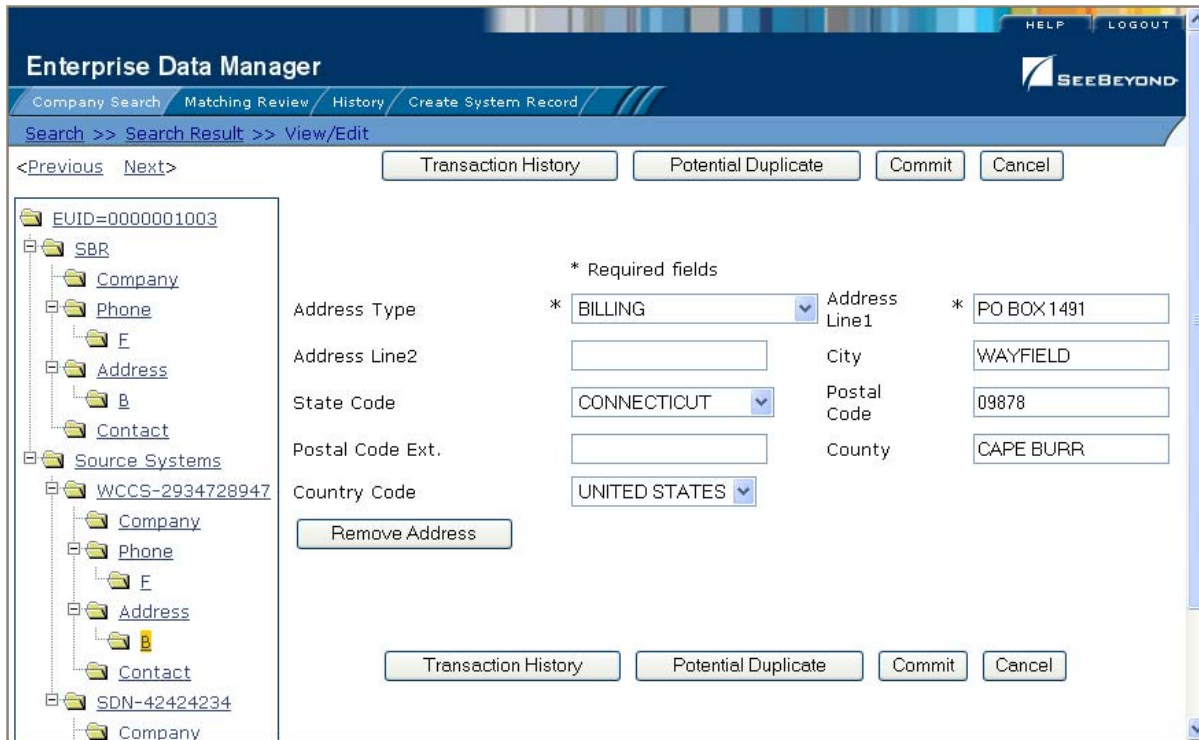 HELP LOGOUT
Enterprise Data Manager
SEEBEYOND
Company Search Matching Review History Create System Record
Search >> Search Result >> View/Edit
<Previous Next>
Transaction History Potential Duplicate Commit Cancel
EUID=0000001003
SBR
Company
Phone
F
Address
B
Contact
Source Systems
WCCS-2934728947
Company
Phone
F
Address
B
Contact
SDN-42424234
Company
* Required fields
Address Type * BILLING Address Line1 * PO BOX 1491
Address Line2 City WAYFIELD
State Code CONNECTICUT Postal Code 09878
Postal Code Ext. County CAPE BURR
Country Code UNITED STATES
Remove Address
Transaction History Potential Duplicate Commit Cancel